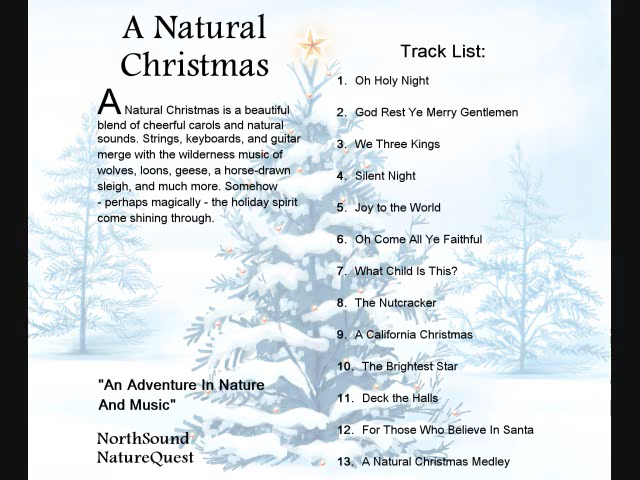 A Natural
Christmas
A Natural Christmas is a beautiful
blend of cheerful carols and natural
sounds. Strings, keyboards, and guitar
merge with the wilderness music of
wolves, loons, geese, a horse-drawn
sleigh, and much more. Somehow
- perhaps magically - the holiday spirit
come shining through.
"An Adventure In Nature
And Music"
NorthSound
NatureQuest
Track List:
1. Oh Holy Night
2. God Rest Ye Merry Gentlemen
3. We Three Kings
4. Silent Night
5. Joy to the World
6. Oh Come All Ye Faithful
7. What Child Is This?
8. The Nutcracker
9. A California Christmas
10. The Brightest Star
11. Deck the Halls
12. For Those Who Believe In Santa
13. A Natural Christmas Medley